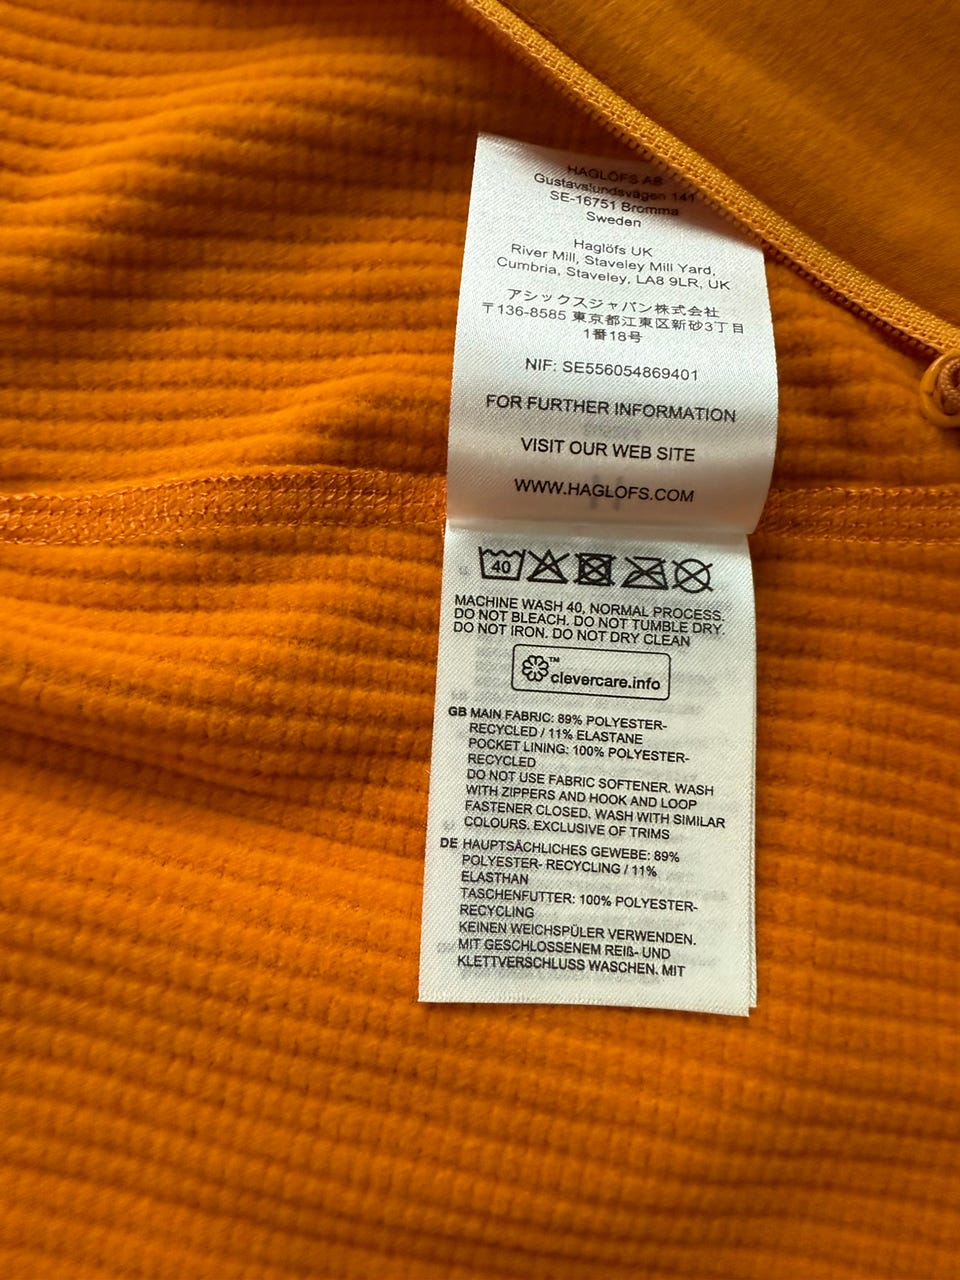 HAGLÖFS AB
Gustavslundsvägen 141
SE-16751 Bromma
Sweden
Haglöfs UK
River Mill, Staveley Mill Yard,
Cumbria, Staveley, LA8 9LR, UK
アシックスジャパン株式会社
〒136-8585 東京都江東区新砂3丁目
1番18号
NIF: SE556054869401
FOR FURTHER INFORMATION
VISIT OUR WEB SITE
WWW.HAGLOFS.COM
40
MACHINE WASH 40, NORMAL PROCESS.
DO NOT BLEACH. DO NOT TUMBLE DRY.
DO NOT IRON. DO NOT DRY CLEAN
™
clevercare.info
GB MAIN FABRIC: 89% POLYESTER-
RECYCLED / 11% ELASTANE
POCKET LINING: 100% POLYESTER-
RECYCLED
DO NOT USE FABRIC SOFTENER. WASH
WITH ZIPPERS AND HOOK AND LOOP
FASTENER CLOSED. WASH WITH SIMILAR
COLOURS. EXCLUSIVE OF TRIMS
DE HAUPTSÄCHLICHES GEWEBE: 89%
POLYESTER- RECYCLING / 11%
ELASTHAN
TASCHENFUTTER: 100% POLYESTER-
RECYCLING
KEINEN WEICHSPÜLER VERWENDEN.
MIT GESCHLOSSENEM REIß- UND
KLETTVERSCHLUSS WASCHEN. MIT